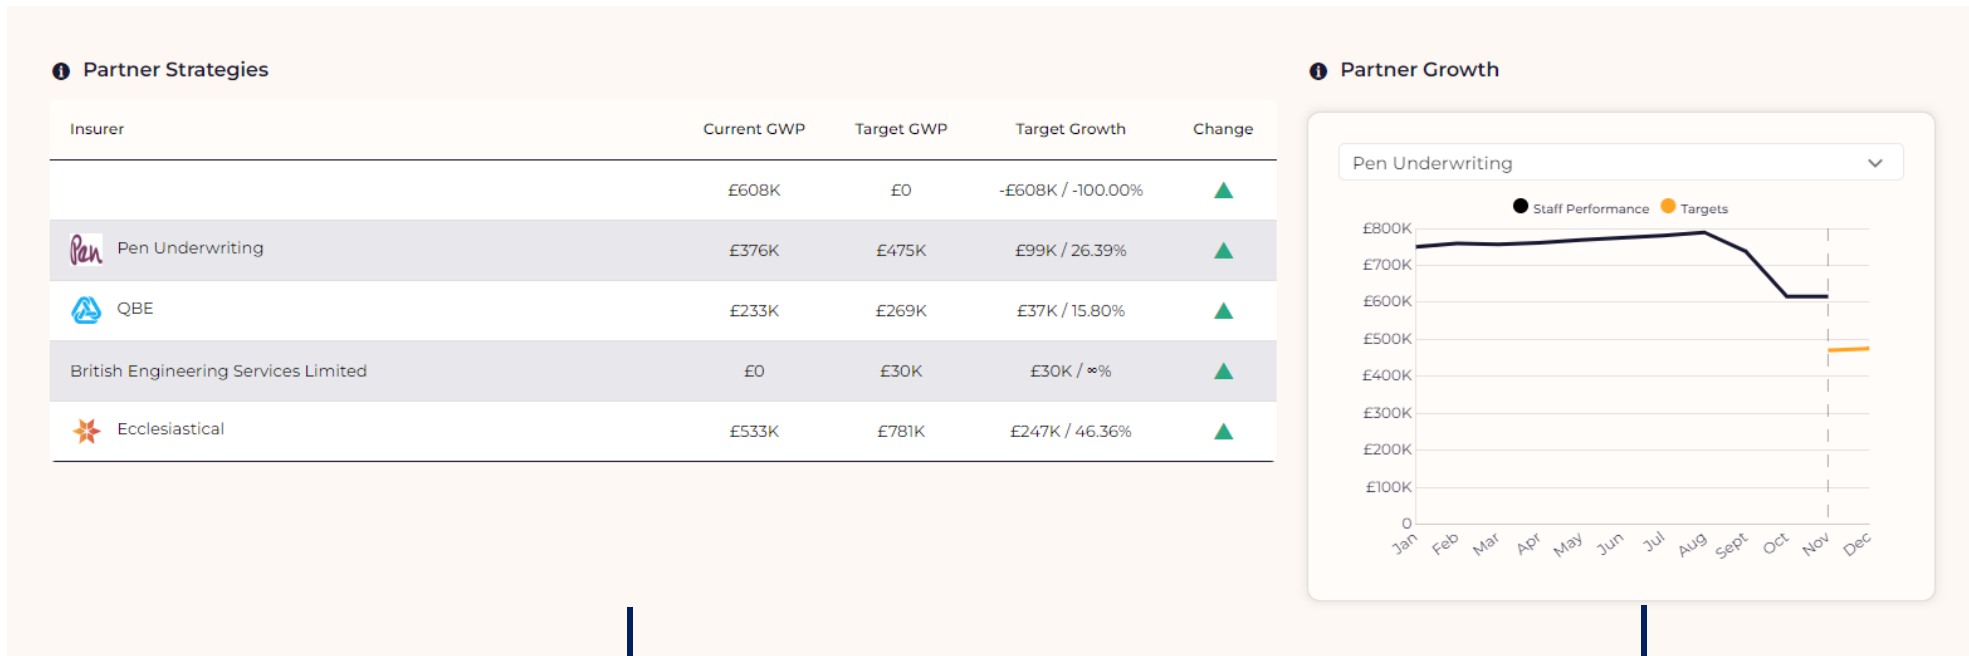 Partner Strategies
Insurer Current GWP Target GWP Target Growth Change
£608K £0 -£608K / -100.00%
Pen Pen Underwriting £376K £475K £99K / 26.39%
QBE £233K £269K £37K / 15.80%
British Engineering Services Limited £0 £30K £30K / ∞%
Ecclesiastical £533K £781K £247K / 46.36%
Partner Growth
Pen Underwriting
Staff Performance Targets
£800K
£700K
£600K
£500K
£400K
£300K
£200K
£100K
0
Jan Feb Mar Apr May Jun Jul Aug Sept Oct Nov Dec